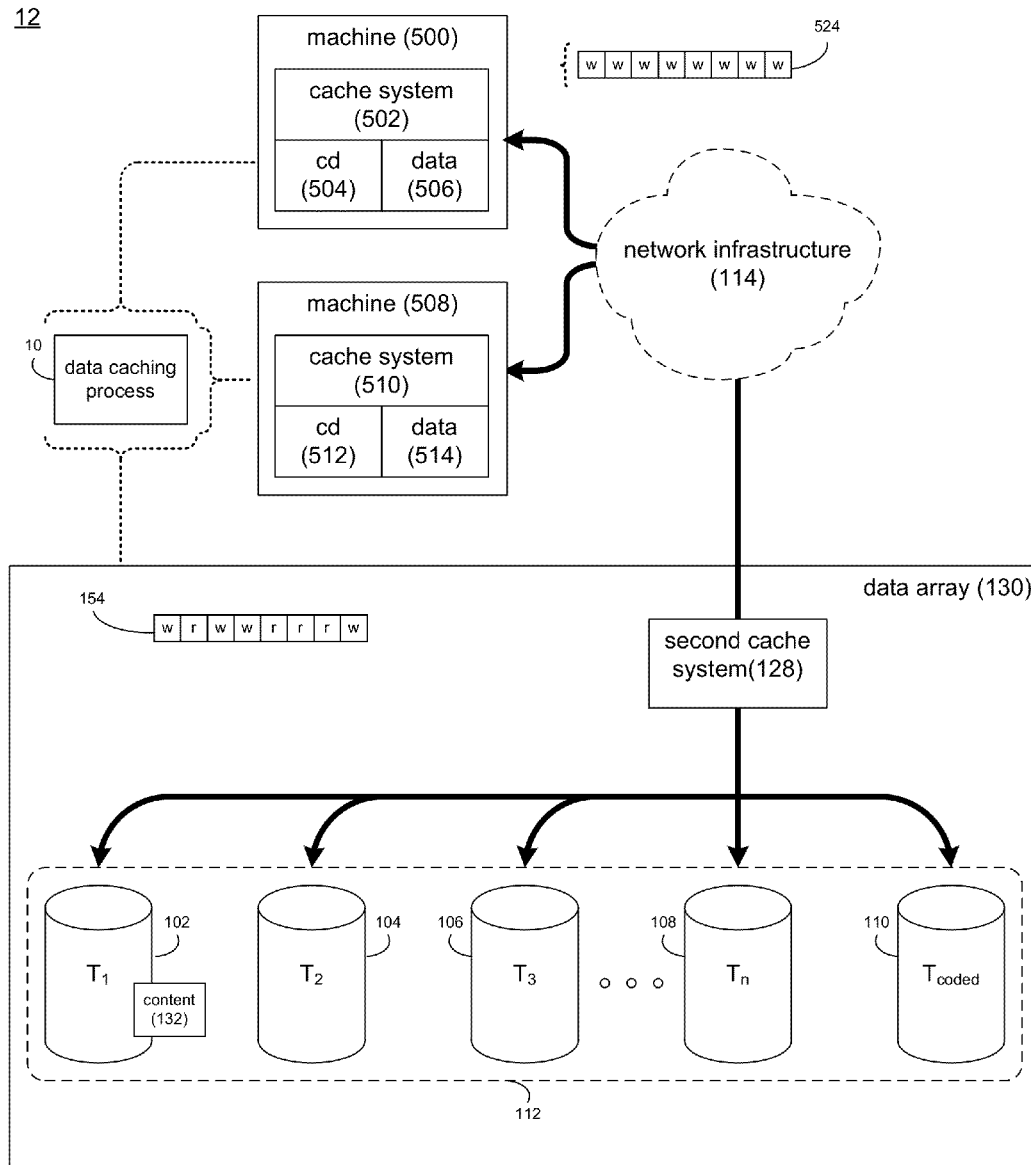 12
machine (500)
cache system
(502)
cd
(504)
data
(506)
w w w w w w w w
524
network infrastructure
(114)
machine (508)
cache system
(510)
cd
(512)
data
(514)
10
data caching
process
data array (130)
154
w r w w r r r w
second cache
system(128)
T1
102
content
(132)
T2
104
106
T3
108
Tn
110
Tcoded
112